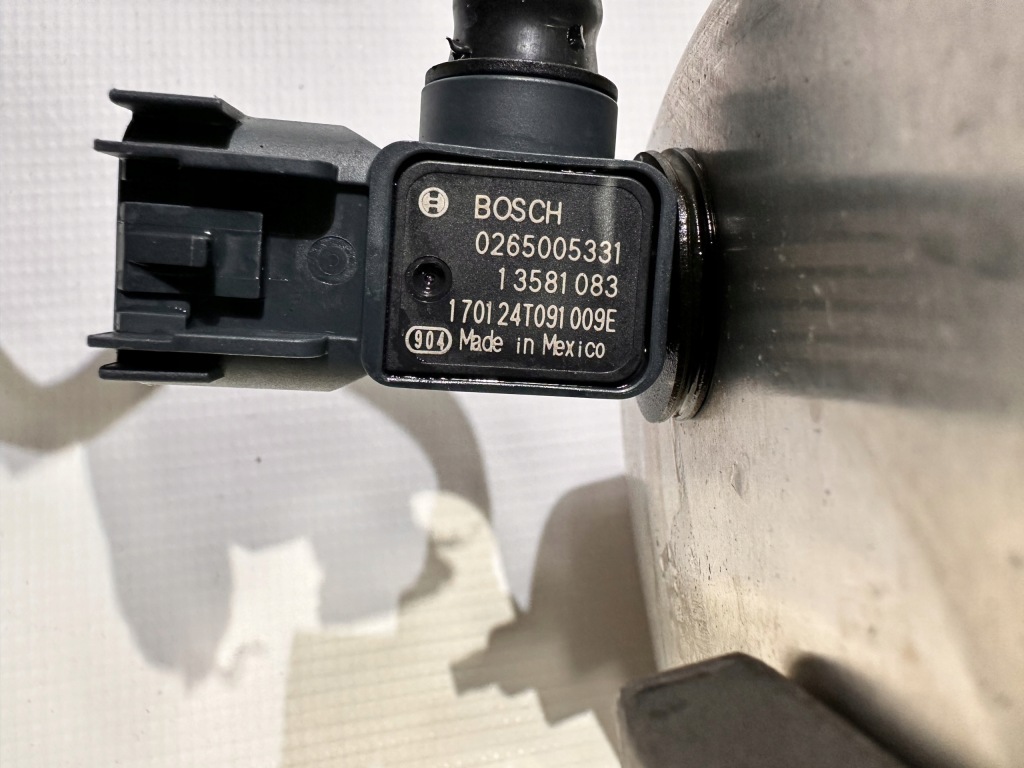 BOSCH
0265005331
13581083
170124T091009E
904 Made in Mexico